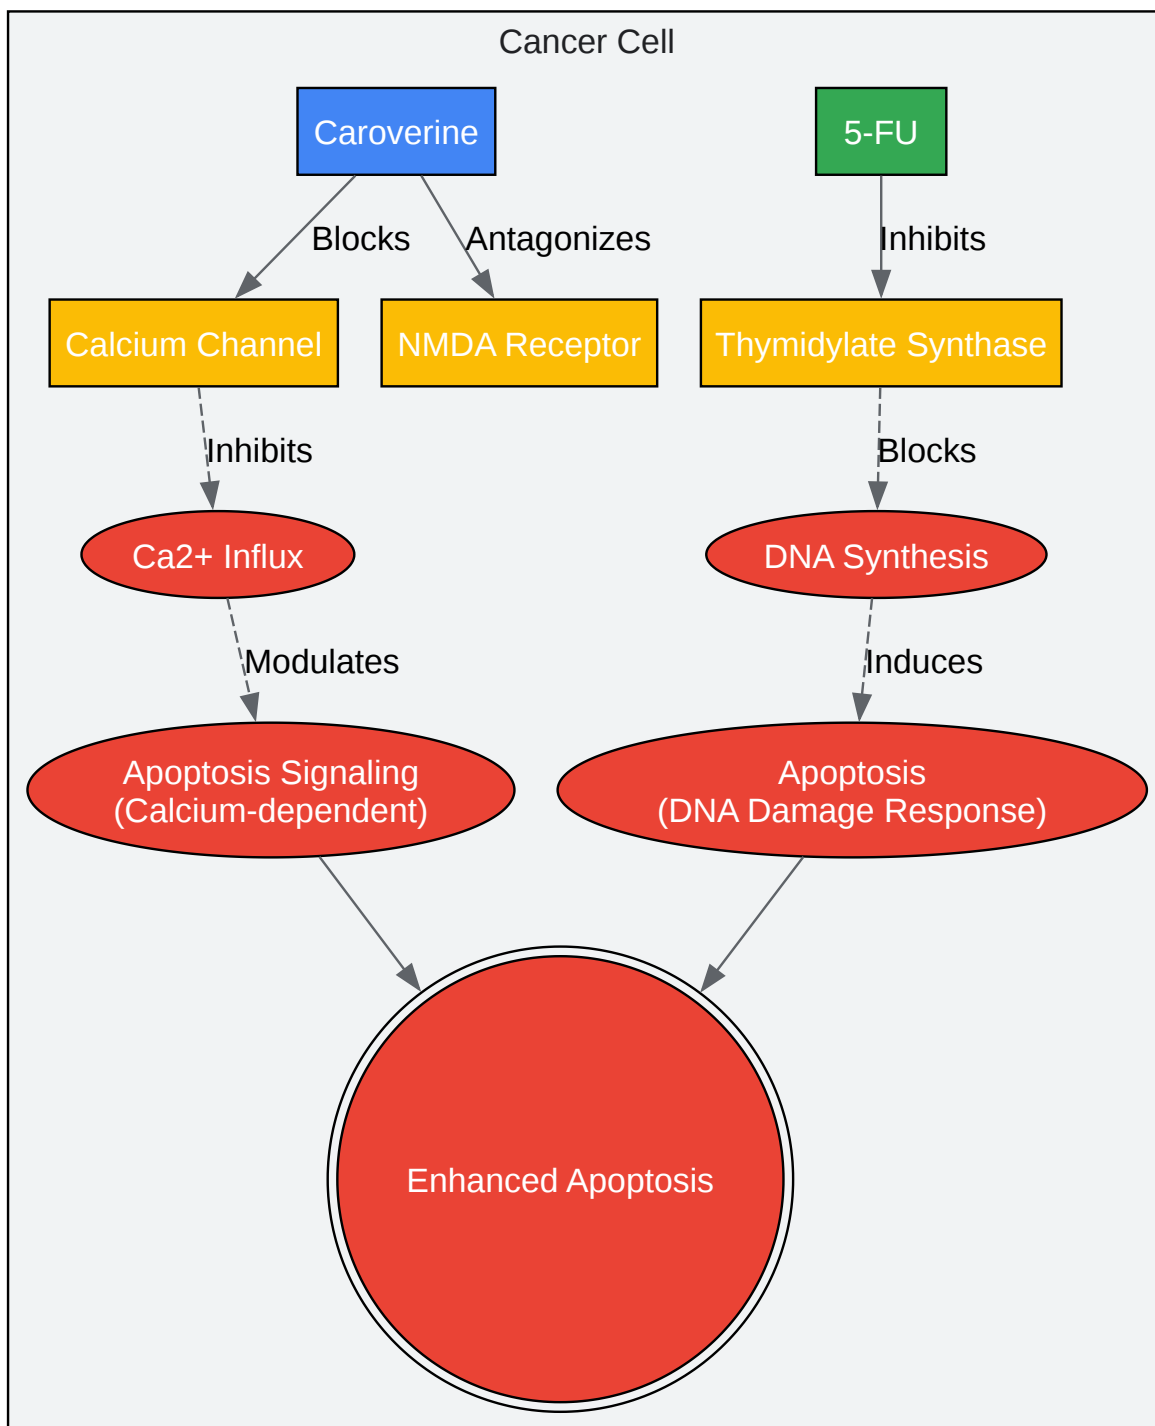 Cancer Cell
Caroverine
5-FU
Blocks
Antagonizes
Inhibits
Calcium Channel
NMDA Receptor
Thymidylate Synthase
Inhibits
Blocks
Ca2+ Influx
DNA Synthesis
Modulates
Induces
Apoptosis Signaling
(Calcium-dependent)
Apoptosis
(DNA Damage Response)
Enhanced Apoptosis